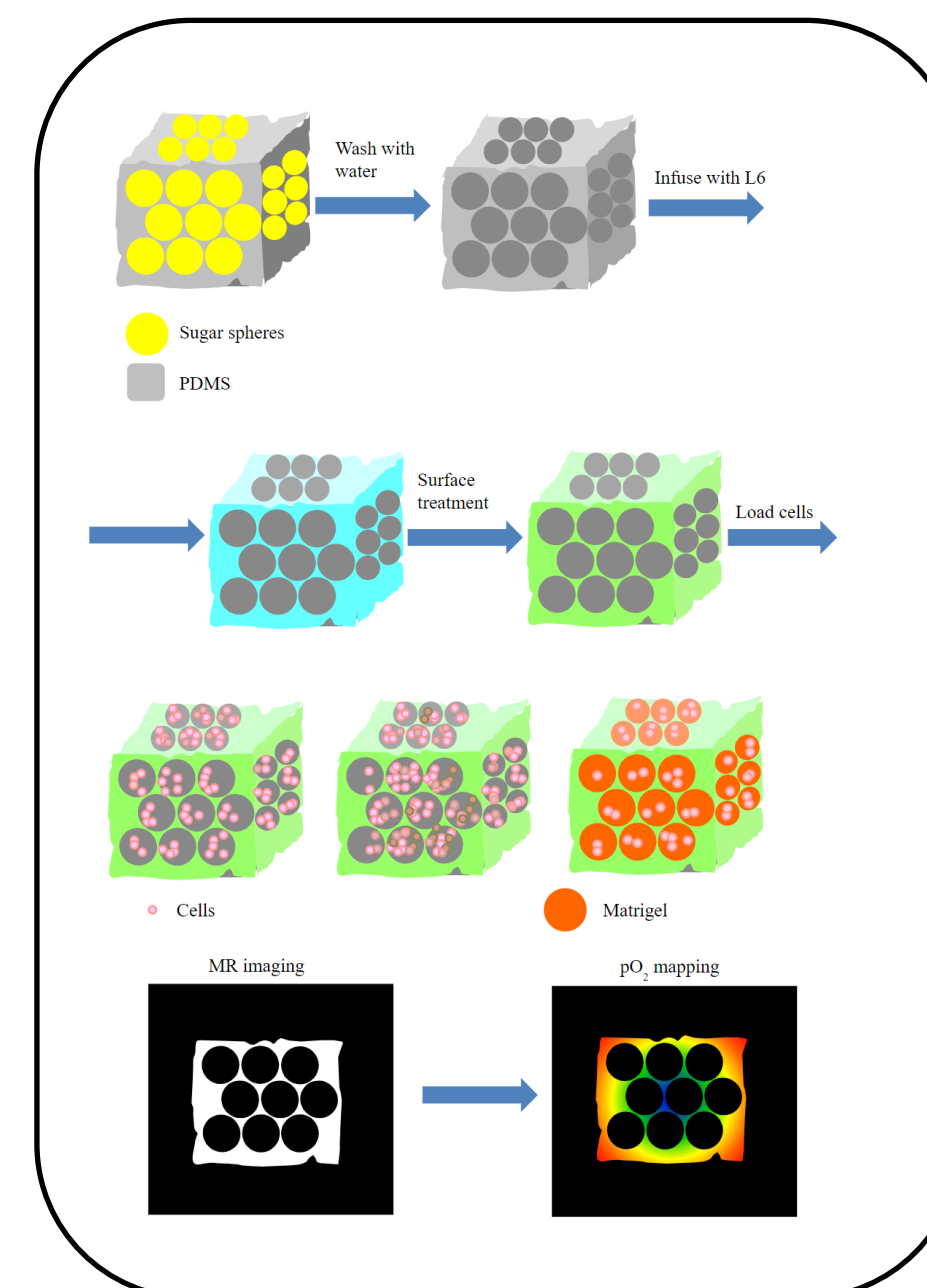 Wash with
water
Infuse with L6
Sugar spheres
PDMS
Surface
treatment
Load cells
Cells
Matrigel
MR imaging
pO₂ mapping